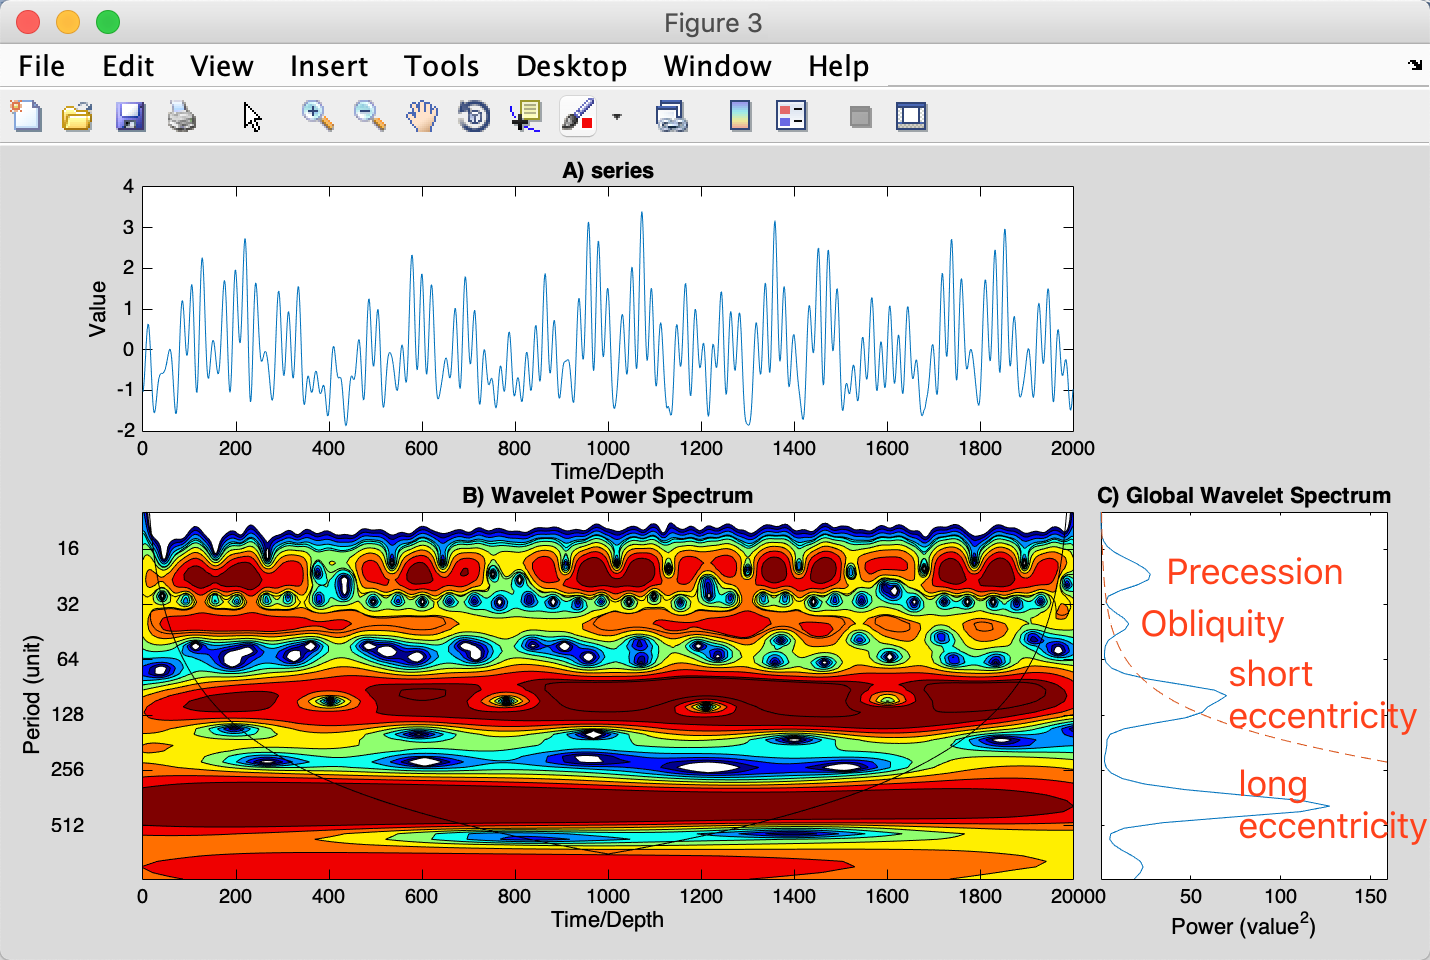 Figure 3
File Edit View Insert Tools Desktop Window Help
A) series
4
3
2
1
0
-1
-2
Value
0 200 400 600 800 1000 1200 1400 1600 1800 2000
Time/Depth
B) Wavelet Power Spectrum
16
32
64
128
256
512
Period (unit)
0 200 400 600 800 1000 1200 1400 1600 1800 2000
Time/Depth
C) Global Wavelet Spectrum
Precession
Obliquity
short
eccentricity
long
eccentricity
0 50 100 150
Power (value²)